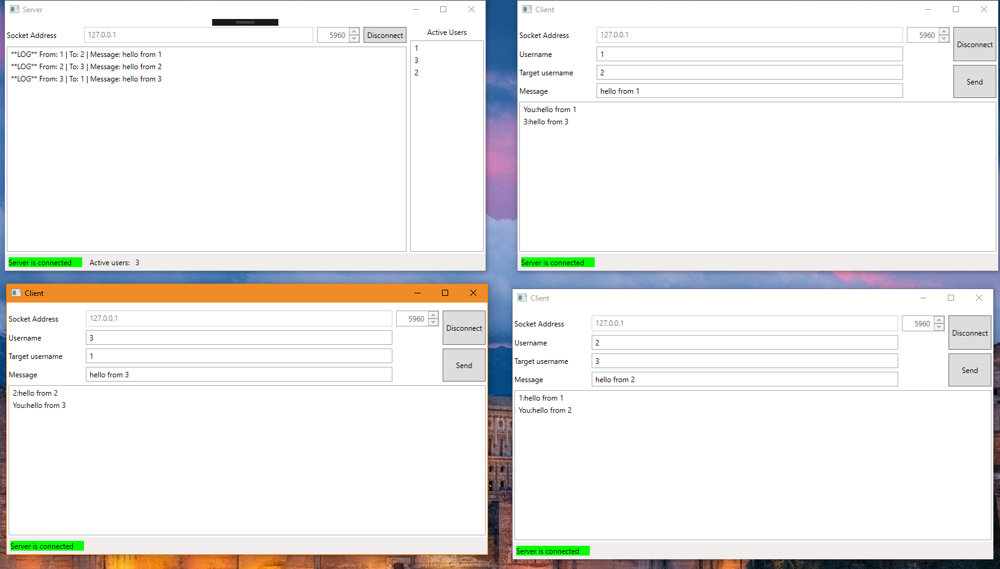 Server
Socket Address 127.0.0.1 5960 Disconnect Active Users
**LOG** From: 1 | To: 2 | Message: hello from 1
**LOG** From: 2 | To: 3 | Message: hello from 2
**LOG** From: 3 | To: 1 | Message: hello from 3
1
3
2
Server is connected Active users: 3
Client
Socket Address 127.0.0.1 5960 Disconnect
Username 1
Target username 2
Send
Message hello from 1
You:hello from 1
3:hello from 3
Server is connected
Client
Socket Address 127.0.0.1 5960 Disconnect
Username 3
Target username 1
Send
Message hello from 3
2:hello from 2
You:hello from 3
Server is connected
Client
Socket Address 127.0.0.1 5960 Disconnect
Username 2
Target username 3
Send
Message hello from 2
1:hello from 1
You:hello from 2
Server is connected